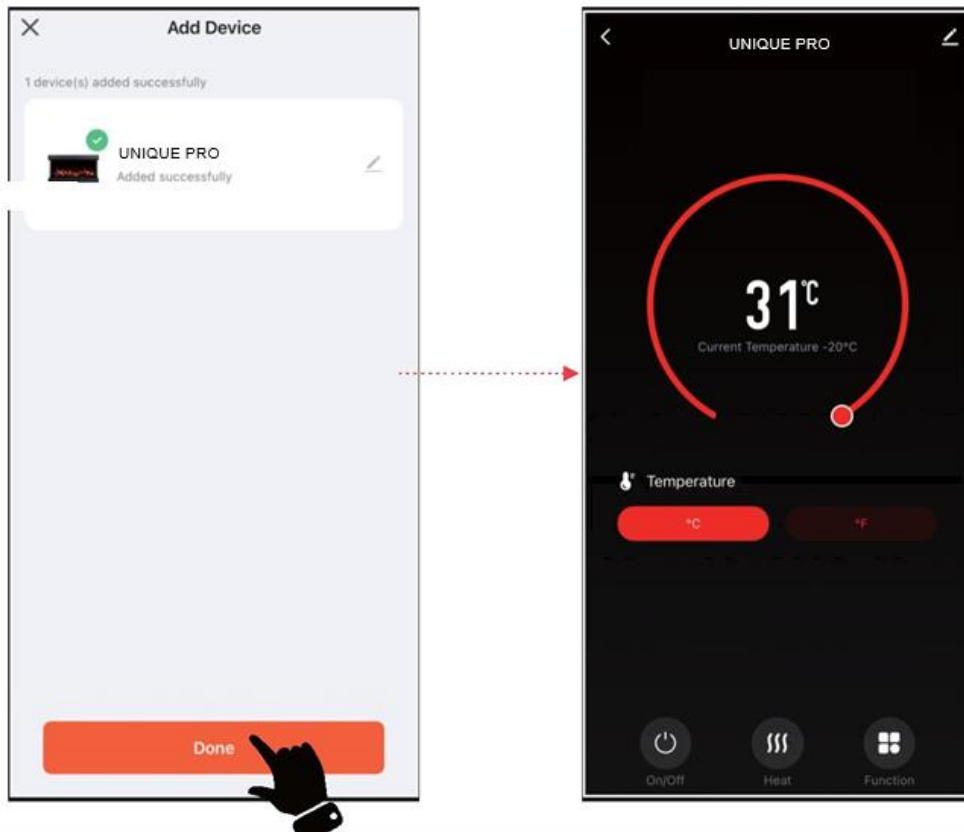 Add Device
1 device(s) added successfully
UNIQUE PRO
Added successfully
Done
UNIQUE PRO
31°C
Current Temperature -20°C
Temperature
°C °F
On/Off Heat Function